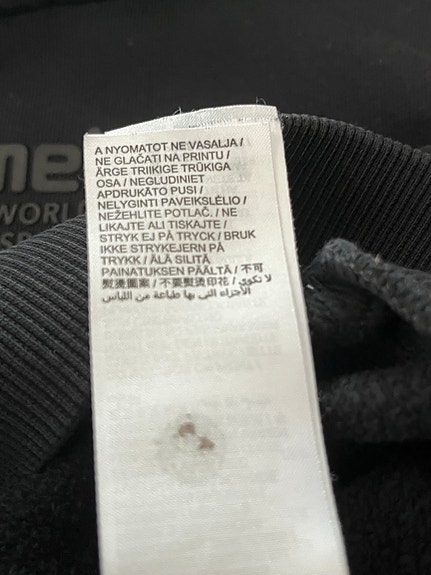 mes
WORL
A NYOMATOT NE VASALJA /
NE GLAČATI NA PRINTU /
ÄRGE TRIIKIGE TRÜKIGA
OSA / NEGLUDINIET
APDRUKĀTO PUSI /
NELYGINTI PAVEIKSLĖLIO /
NEŽEHLITE POTLAČ. / NE
LIKAJTE ALI TISKAJTE /
STRYK EJ PÅ TRYCK / BRUK
IKKE STRYKEJERN PÅ
TRYKK / ÄLÄ SILITÄ
PAINATUKSEN PÄÄLTÄ / 不可
熨燙圖案 / 不要熨烫印花 / لا تكوي
الأجزاء التي بها طباعة من اللباس